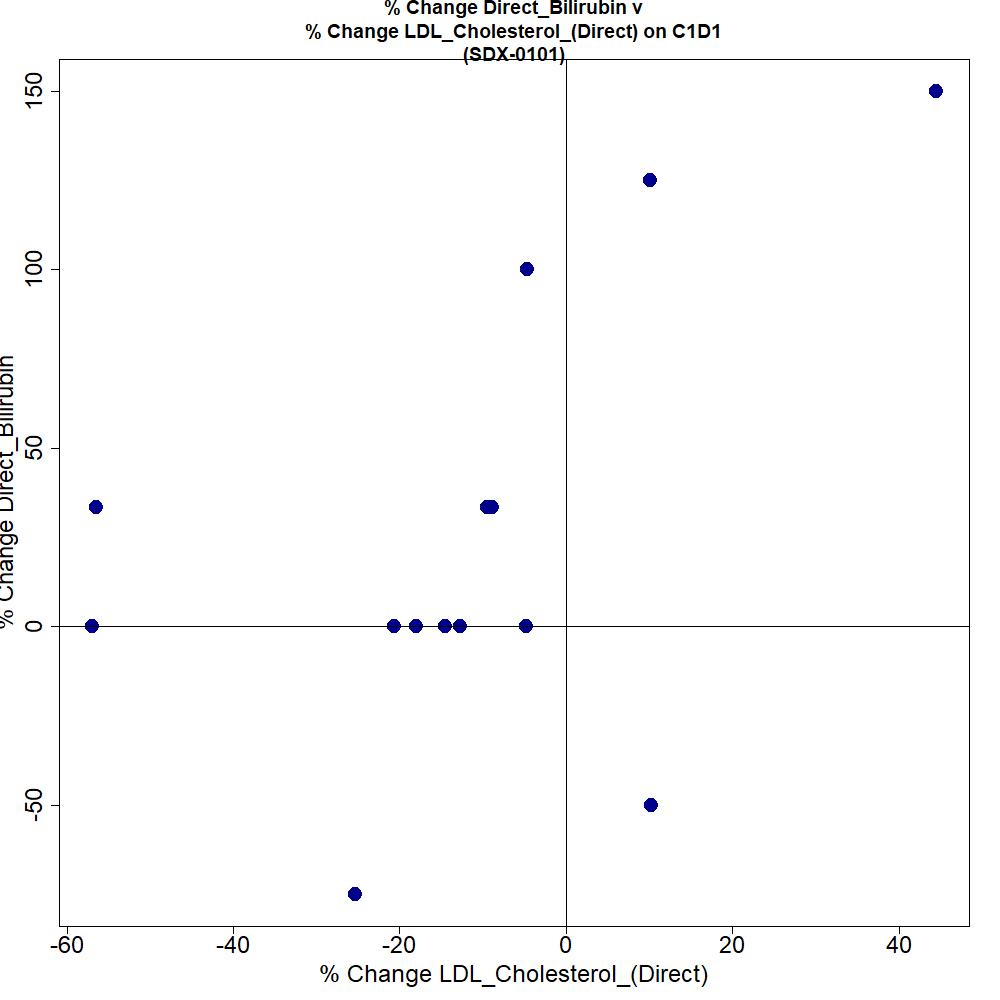 % Change Direct_Bilirubin v
% Change LDL_Cholesterol_(Direct) on C1D1
(SDX-0101)
% Change Direct_Bilirubin
150
100
50
0
-50
-60
-40
-20
0
20
40
% Change LDL_Cholesterol_(Direct)